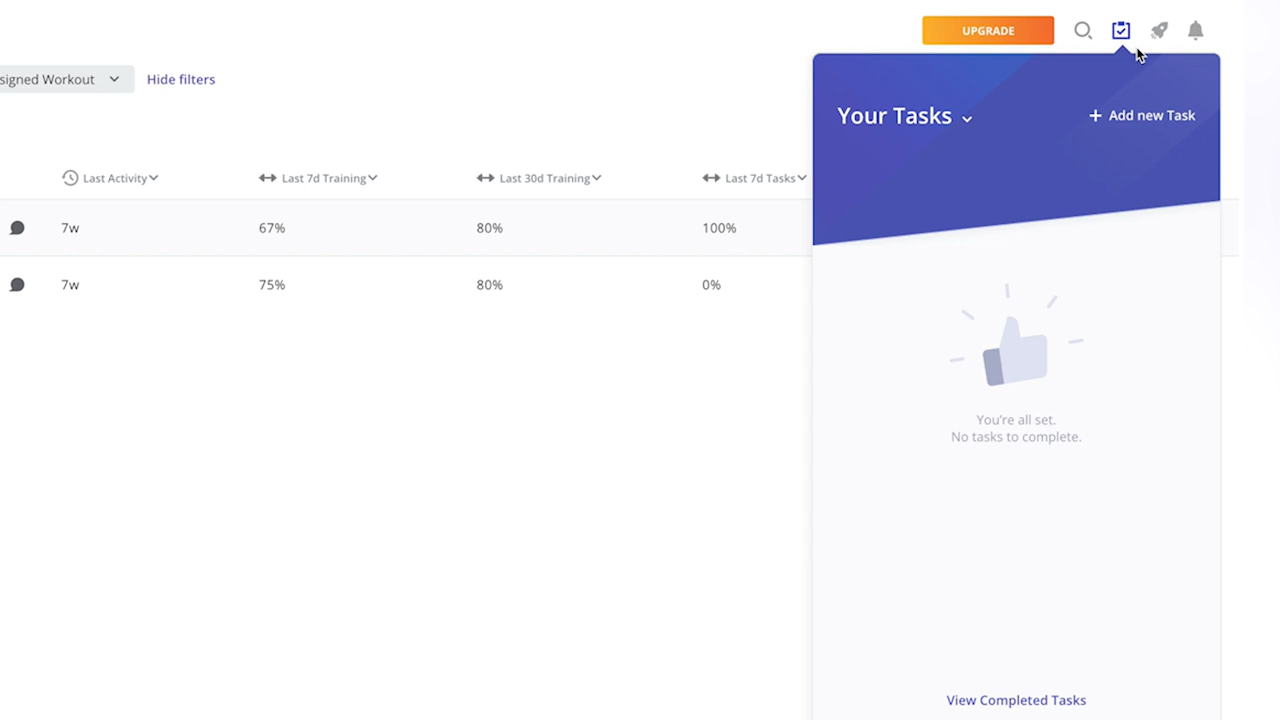 UPGRADE
signed Workout
Hide filters
Your Tasks
+ Add new Task
Last Activity
Last 7d Training
Last 30d Training
Last 7d Tasks
7w
67%
80%
100%
7w
75%
80%
0%
You're all set.
No tasks to complete.
View Completed Tasks